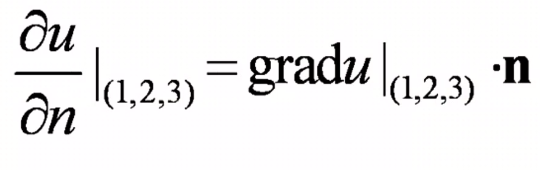 ∂u/∂n |(1,2,3) = gradu |(1,2,3) ·n